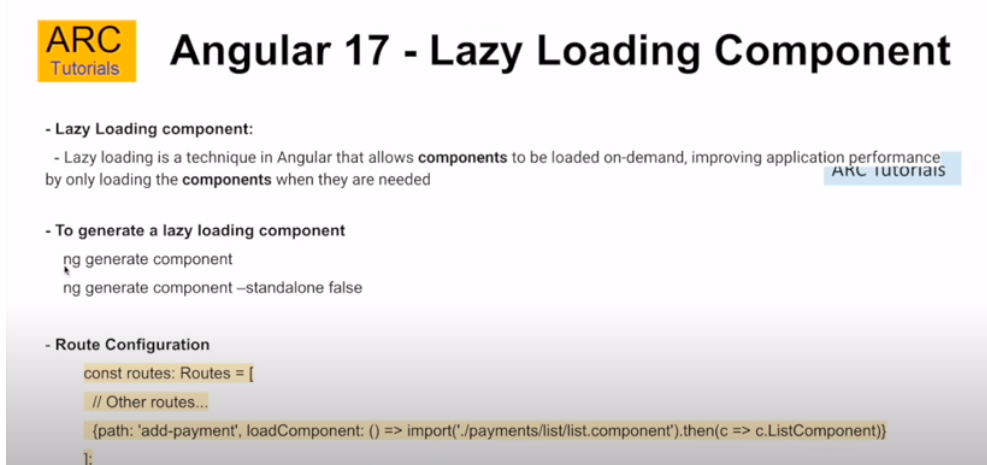 ARC
Tutorials
Angular 17 - Lazy Loading Component
- Lazy Loading component:
- Lazy loading is a technique in Angular that allows components to be loaded on-demand, improving application performance
by only loading the components when they are needed
ARC Tutorials
- To generate a lazy loading component
ng generate component
ng generate component –standalone false
- Route Configuration
const routes: Routes = [
// Other routes...
{path: 'add-payment', loadComponent: () => import('./payments/list/list.component').then(c => c.ListComponent)}
];